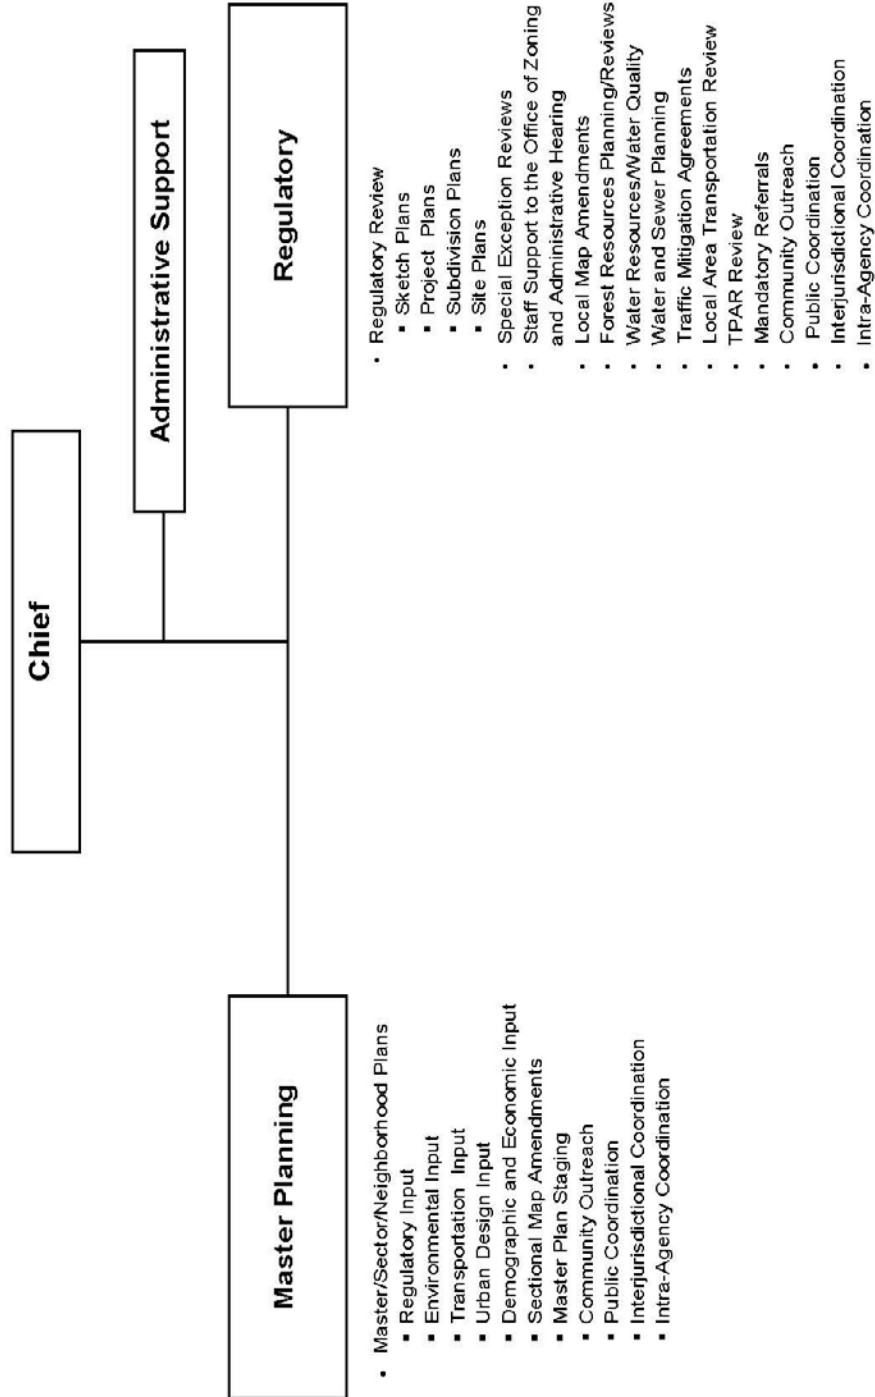 Chief
Administrative Support
Master Planning
• Master/Sector/Neighborhood Plans
▪ Regulatory Input
▪ Environmental Input
▪ Transportation Input
▪ Urban Design Input
▪ Demographic and Economic Input
▪ Sectional Map Amendments
▪ Master Plan Staging
▪ Community Outreach
▪ Public Coordination
▪ Interjurisdictional Coordination
▪ Intra-Agency Coordination
Regulatory
• Regulatory Review
▪ Sketch Plans
▪ Project Plans
▪ Subdivision Plans
▪ Site Plans
• Special Exception Reviews
• Staff Support to the Office of Zoning
and Administrative Hearing
• Local Map Amendments
• Forest Resources Planning/Reviews
• Water Resources/Water Quality
• Water and Sewer Planning
• Traffic Mitigation Agreements
• Local Area Transportation Review
• TPAR Review
• Mandatory Referrals
• Community Outreach
▪ Public Coordination
• Interjurisdictional Coordination
▪ Intra-Agency Coordination